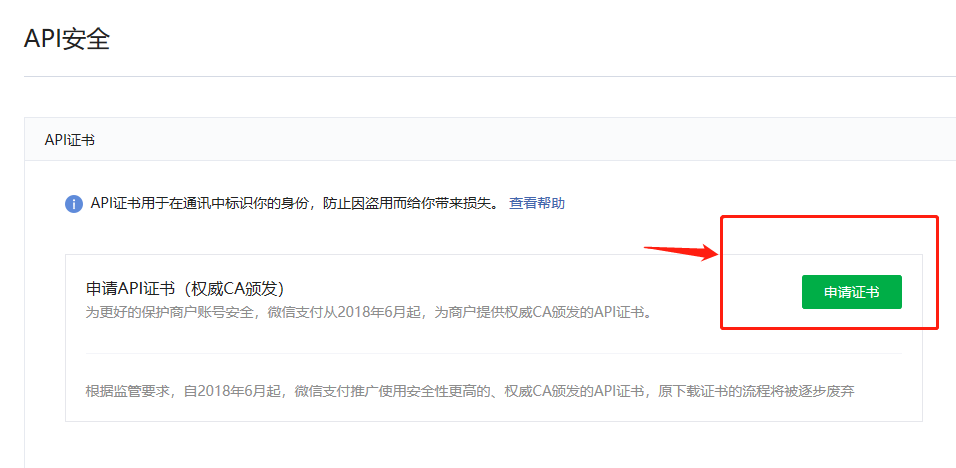 API安全
API证书
API证书用于在通讯中标识你的身份，防止因盗用而给你带来损失。 查看帮助
申请API证书（权威CA颁发）
申请证书
为更好的保护商户账号安全，微信支付从2018年6月起，为商户提供权威CA颁发的API证书。
根据监管要求，自2018年6月起，微信支付推广使用安全性更高的、权威CA颁发的API证书，原下载证书的流程将被逐步废弃